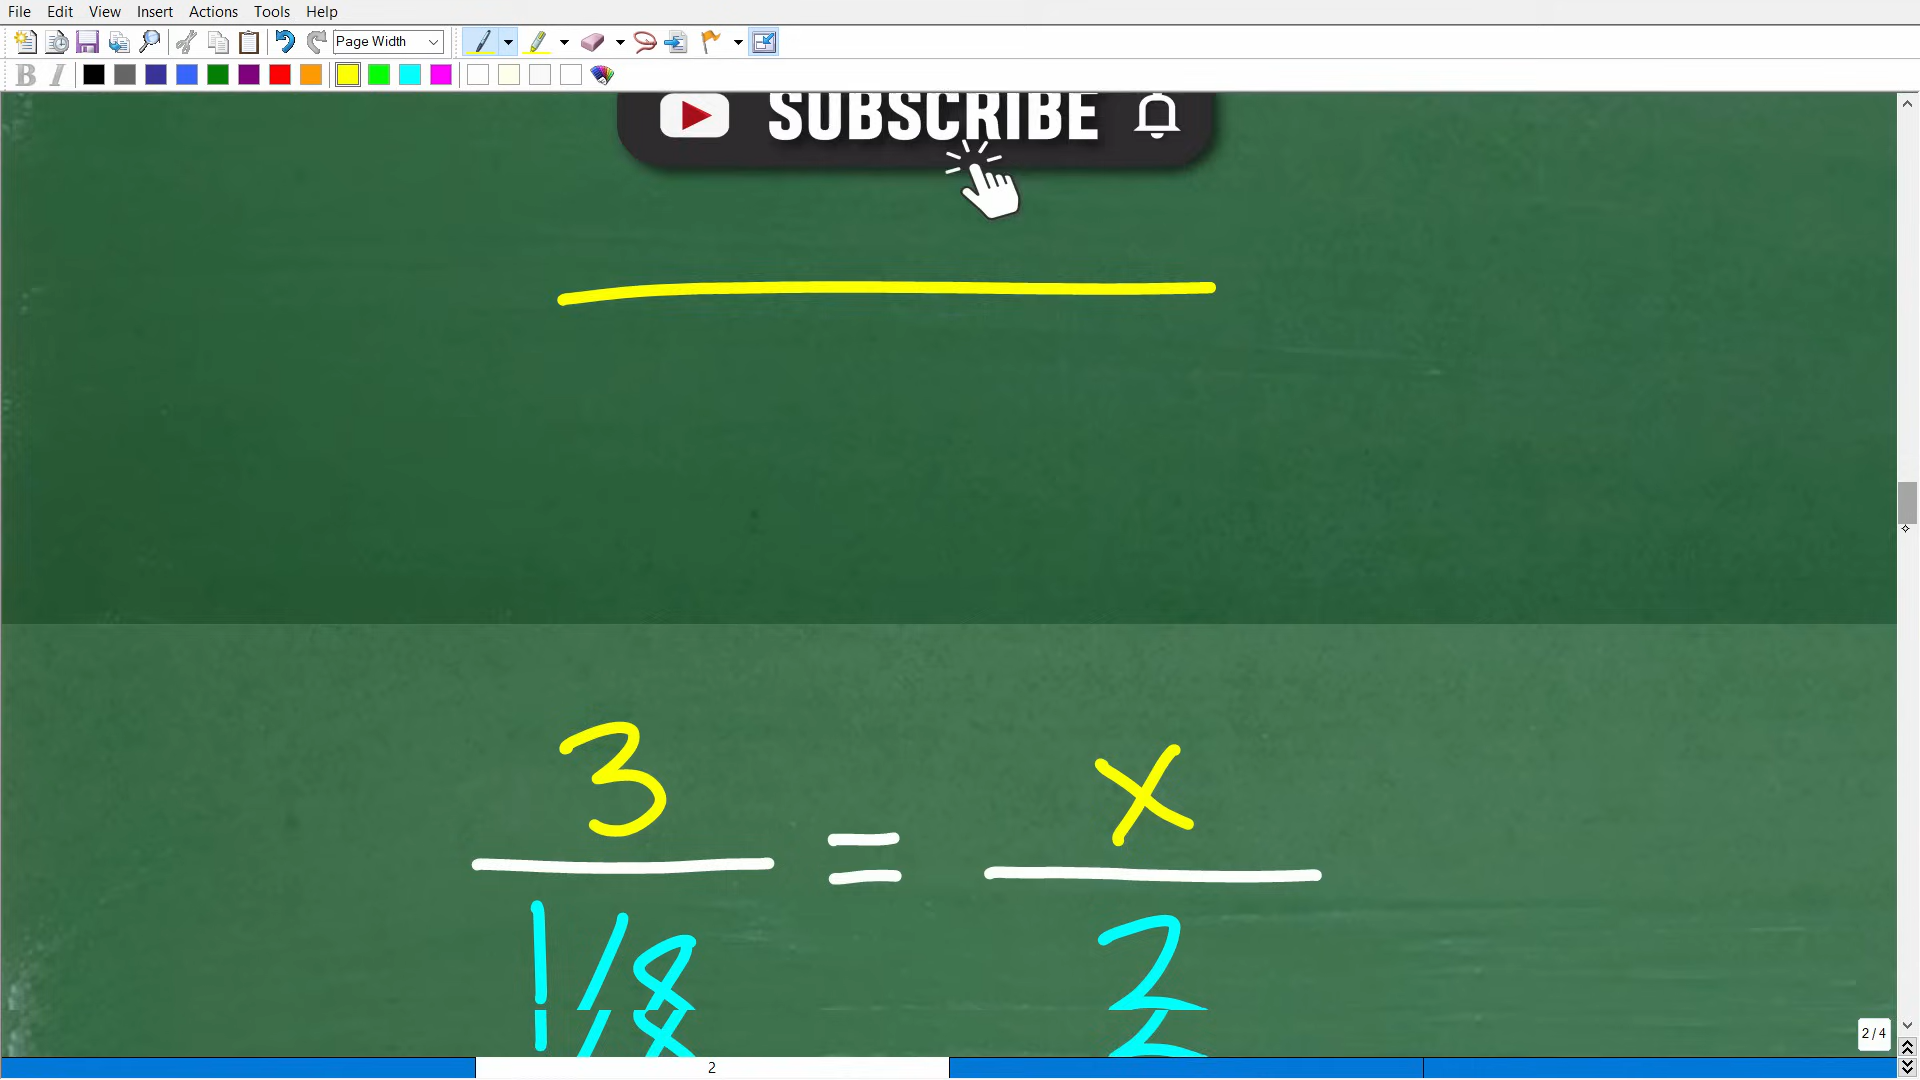 File Edit View Insert Actions Tools Help
Page Width
B I
SUBSCRIBE
3 = x
1/8 2
2 / 4
2